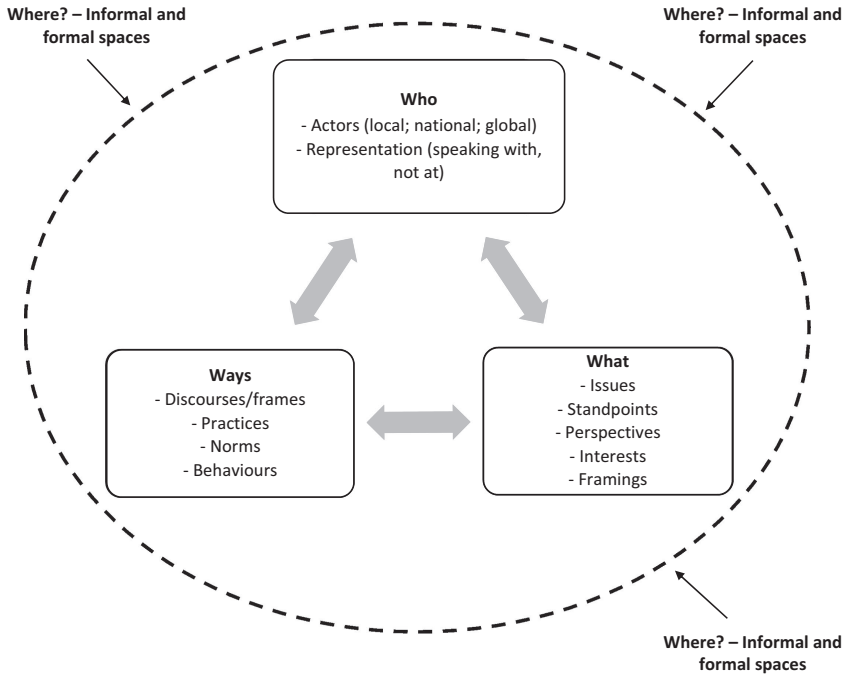 Where? – Informal and
formal spaces
Where? – Informal and
formal spaces
Who
- Actors (local; national; global)
- Representation (speaking with,
not at)
Ways
- Discourses/frames
- Practices
- Norms
- Behaviours
What
- Issues
- Standpoints
- Perspectives
- Interests
- Framings
Where? – Informal and
formal spaces